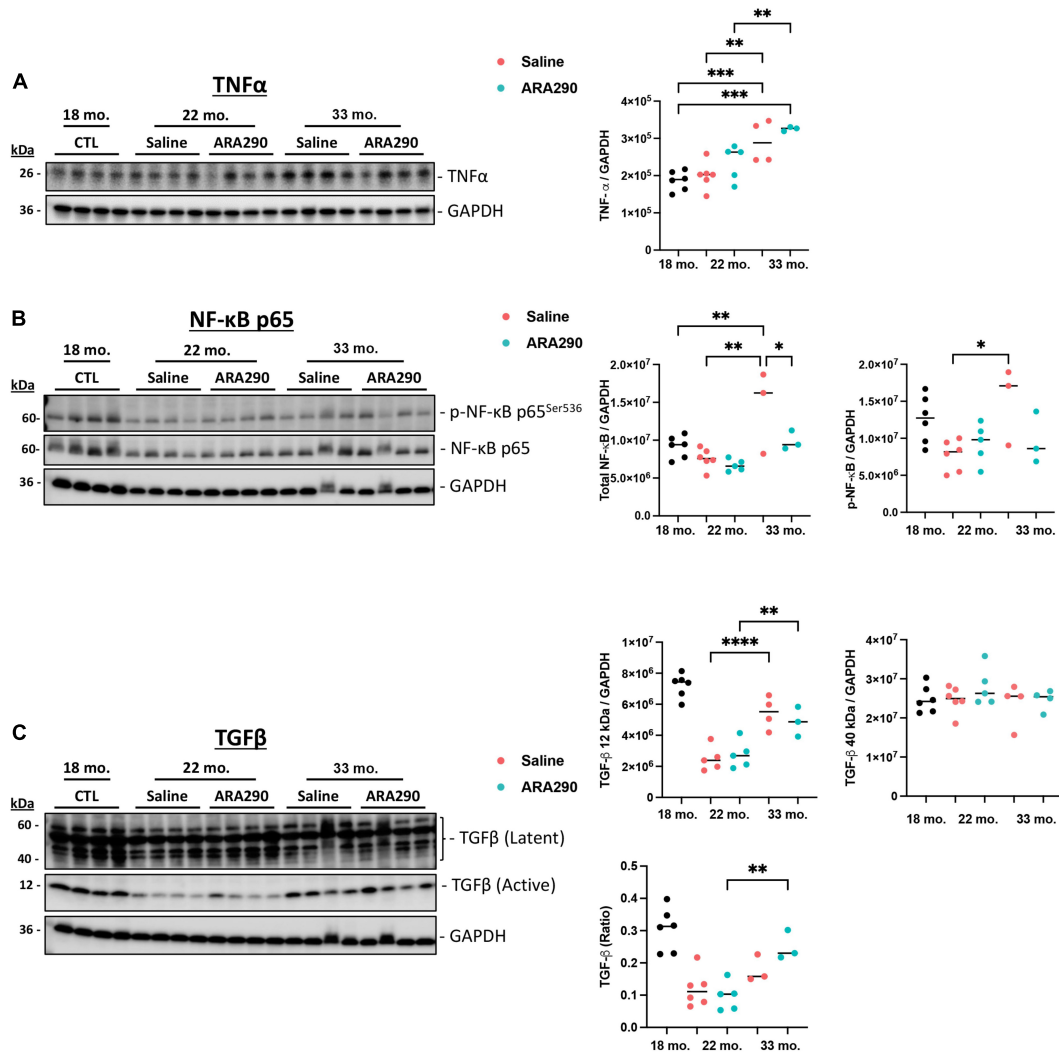 A
TNFα
Saline
ARA290
18 mo.
22 mo.
33 mo.
kDa
CTL
Saline
ARA290
Saline
ARA290
26 -
- TNFα
36 -
- GAPDH
**
**
***
***
4×10⁵
3×10⁵
2×10⁵
1×10⁵
0
TNF- α / GAPDH
18 mo.
22 mo.
33 mo.
B
NF-κB p65
Saline
ARA290
18 mo.
22 mo.
33 mo.
kDa
CTL
Saline
ARA290
Saline
ARA290
60-
- p-NF-κB p65Ser536
60-
- NF-κB p65
36 -
- GAPDH
**
**
*
2.0×10⁷
1.5×10⁷
1.0×10⁷
5.0×10⁶
0.0
Total NF-κB / GAPDH
18 mo.
22 mo.
33 mo.
*
2.0×10⁷
1.5×10⁷
1.0×10⁷
5.0×10⁶
0.0
p-NF-κB / GAPDH
18 mo.
22 mo.
33 mo.
C
TGFβ
Saline
ARA290
18 mo.
22 mo.
33 mo.
kDa
CTL
Saline
ARA290
Saline
ARA290
60 -
40 -
- TGFβ (Latent)
12 -
- TGFβ (Active)
36 -
- GAPDH
**
****
1×10⁷
8×10⁶
6×10⁶
4×10⁶
2×10⁶
0
TGF-β 12 kDa / GAPDH
18 mo.
22 mo.
33 mo.
4×10⁷
3×10⁷
2×10⁷
1×10⁷
0
TGF-β 40 kDa / GAPDH
18 mo.
22 mo.
33 mo.
**
0.5
0.4
0.3
0.2
0.1
0.0
TGF-β (Ratio)
18 mo.
22 mo.
33 mo.